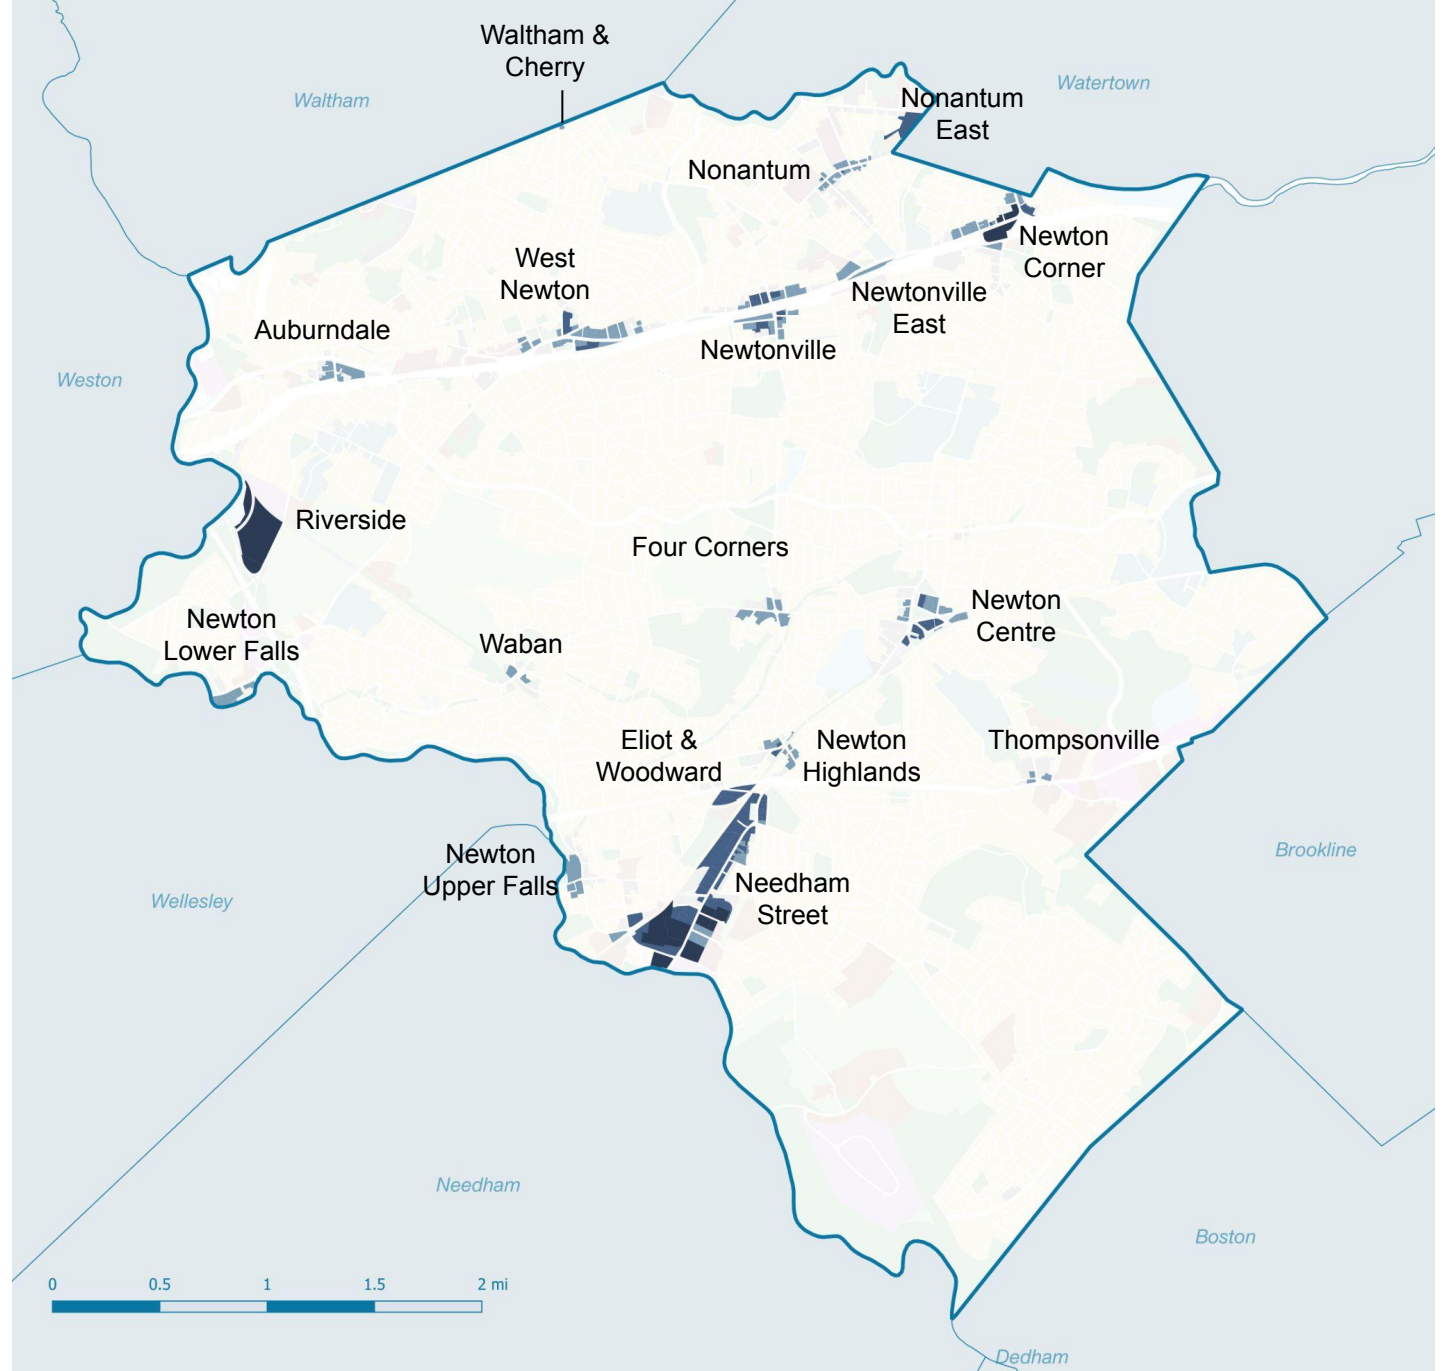 Waltham &
Cherry
Waltham
Watertown
Nonantum
East
Nonantum
Newton
Corner
West
Newton
Newtonville
East
Auburndale
Newtonville
Weston
Riverside
Four Corners
Newton
Centre
Newton
Lower Falls
Waban
Eliot &
Woodward
Newton
Highlands
Thompsonville
Newton
Upper Falls
Needham
Street
Brookline
Wellesley
Needham
Boston
0 0.5 1 1.5 2 mi
Dedham